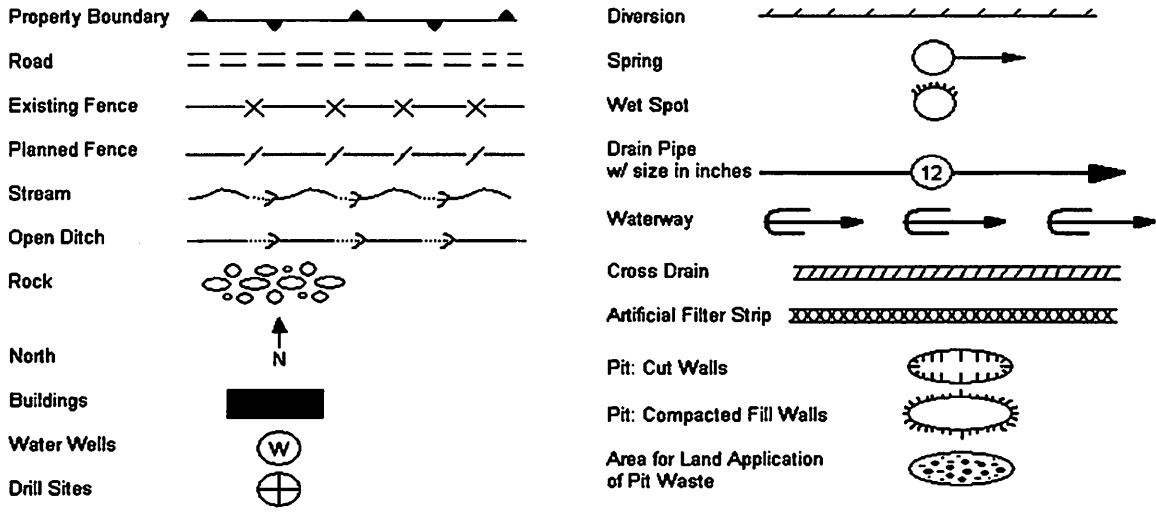 Property Boundary
Road
Existing Fence
Planned Fence
Stream
Open Ditch
Rock
N
North
Buildings
Water Wells
W
Drill Sites
Diversion
Spring
Wet Spot
Drain Pipe
w/ size in inches
12
Waterway
Cross Drain
Artificial Filter Strip
Pit: Cut Walls
Pit: Compacted Fill Walls
Area for Land Application
of Pit Waste